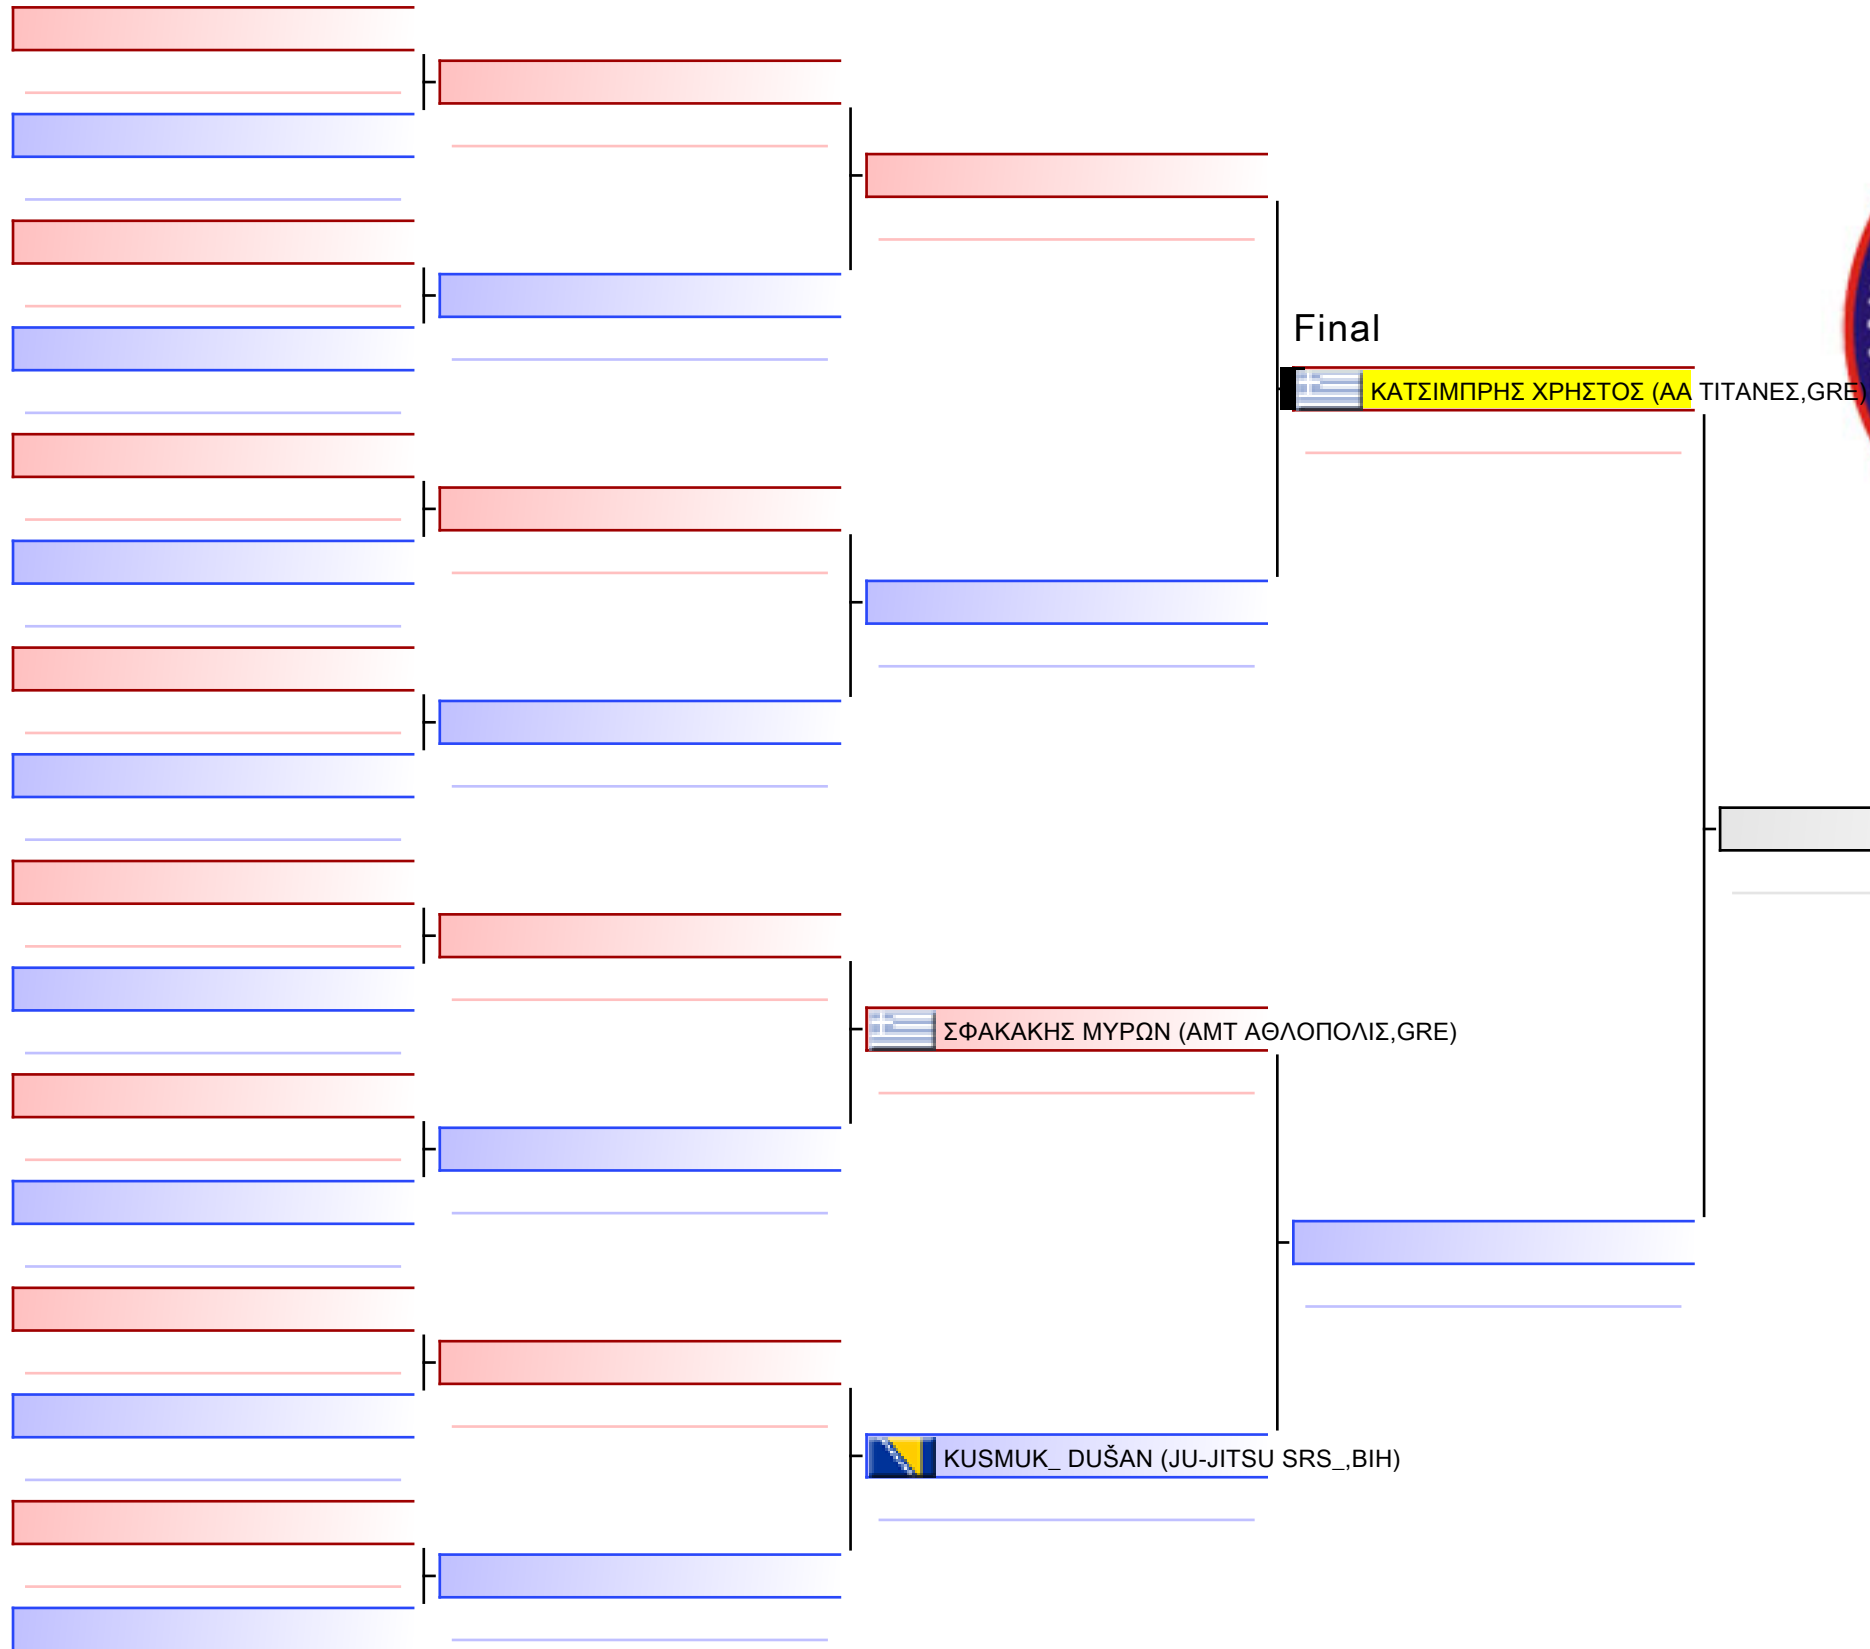 Final
ΚΑΤΣΙΜΠΡΗΣ ΧΡΗΣΤΟΣ (ΑΑ ΤΙΤΑΝΕΣ,GRE)
ΣΦΑΚΑΚΗΣ ΜΥΡΩΝ (ΑΜΤ ΑΘΛΟΠΟΛΙΣ,GRE)
KUSMUK_ DUŠAN (JU-JITSU SRS_,BIH)